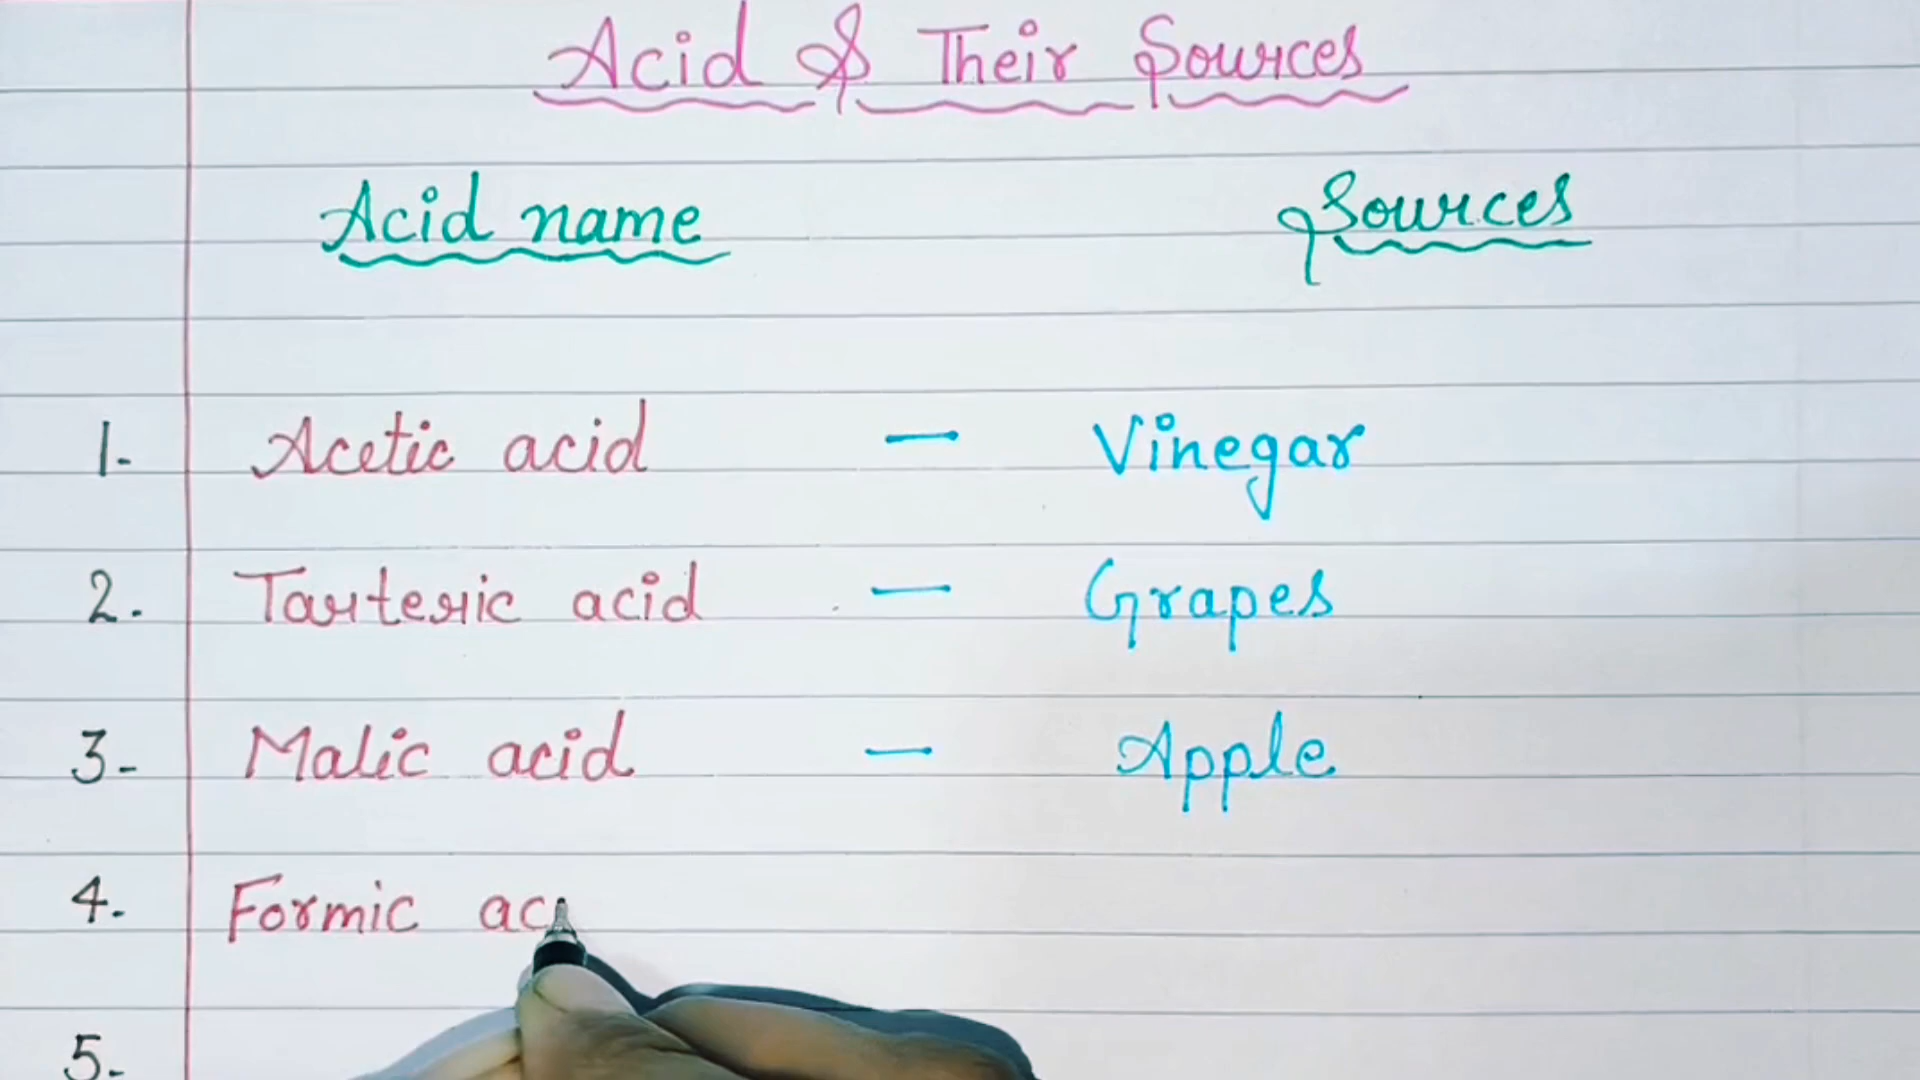 Acid & Their Sources
Acid name Sources
1. Acetic acid - Vinegar
2. Tarteric acid - Grapes
3- Malic acid - Apple
4. Formic ac
5-